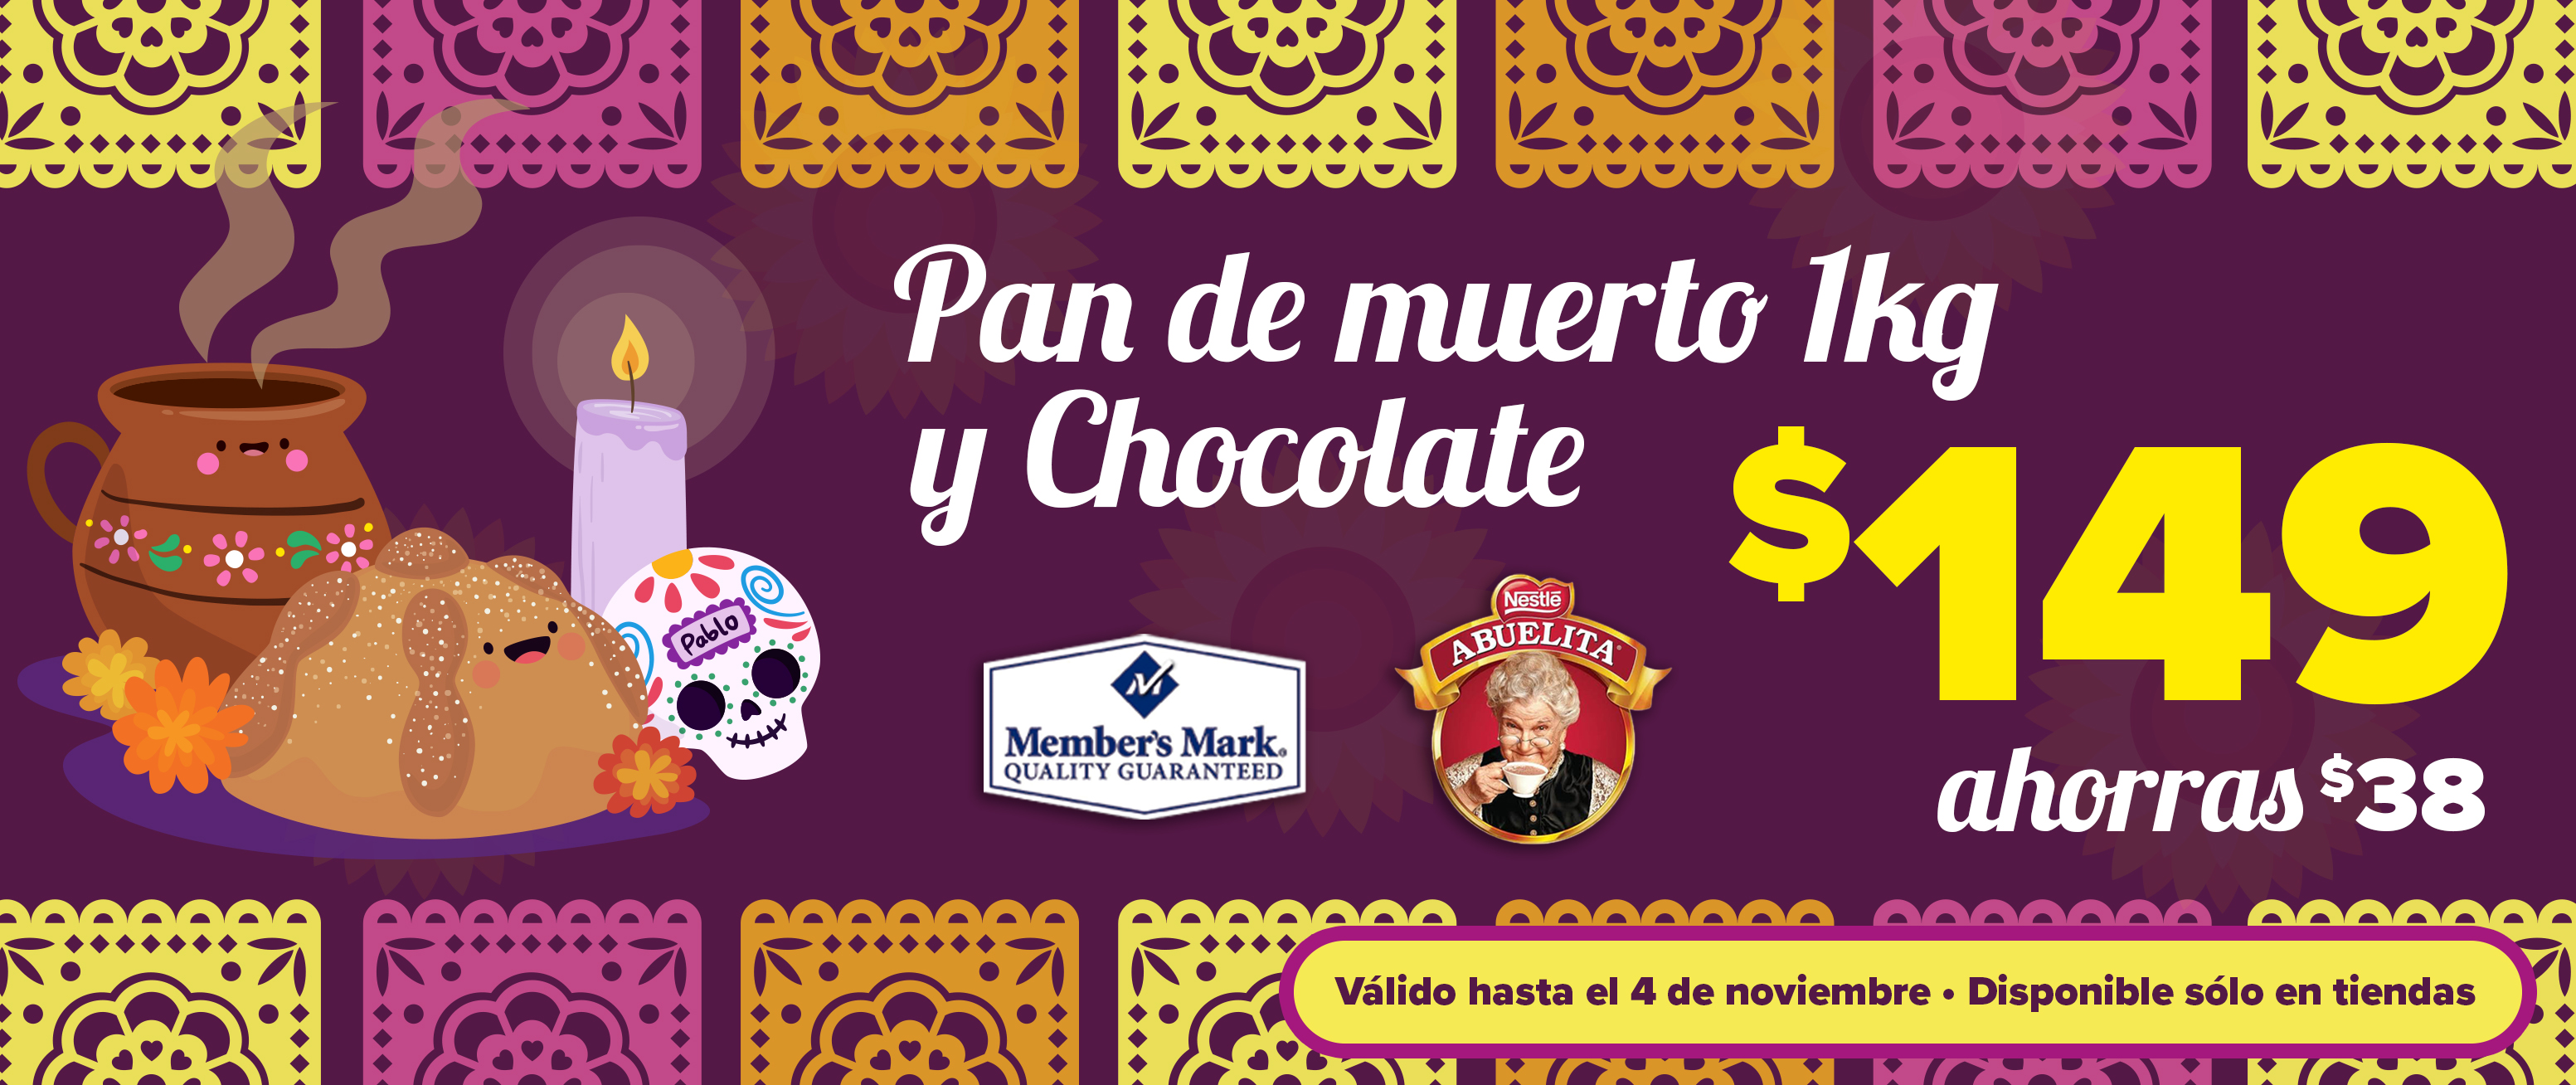 Pan de muerto 1kg
y Chocolate
$149
ahorras $38
Pablo
Member's Mark®
QUALITY GUARANTEED
Nestlé
ABUELITA®
Válido hasta el 4 de noviembre • Disponible sólo en tiendas